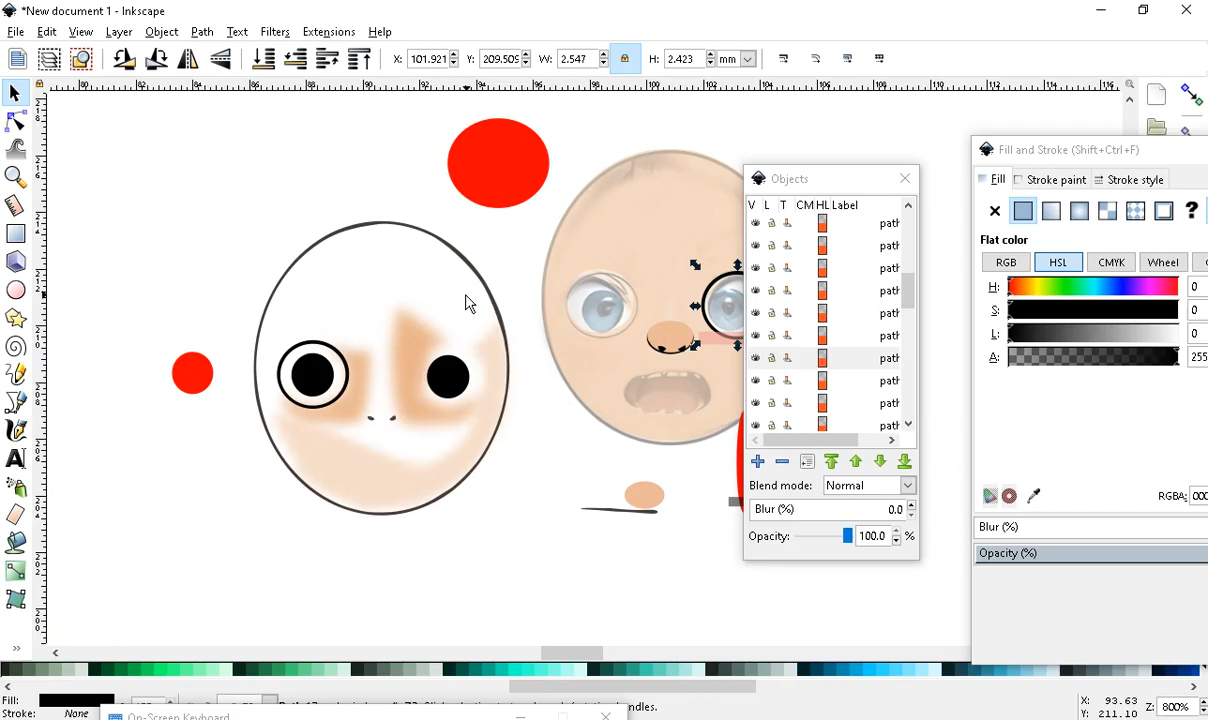 *New document 1 - Inkscape
File Edit View Layer Object Path Text Filters Extensions Help
X: 101.921 Y: 209.509 W: 2.547 H: 2.423 mm
Objects
V L T CM HL Label
path
path
path
path
path
path
path
path
path
path
Blend mode: Normal
Blur (%) 0.0
Opacity: 100.0 %
Fill and Stroke (Shift+Ctrl+F)
Fill Stroke paint Stroke style
?
Flat color
RGB HSL CMYK Wheel
H: 0
S: 0
L: 0
A: 255
RGBA: 000
Blur (%)
Opacity (%)
Fill:
Stroke: None
X: 93.63
Y: 211.10
Z: 800%
On-Screen Keyboard